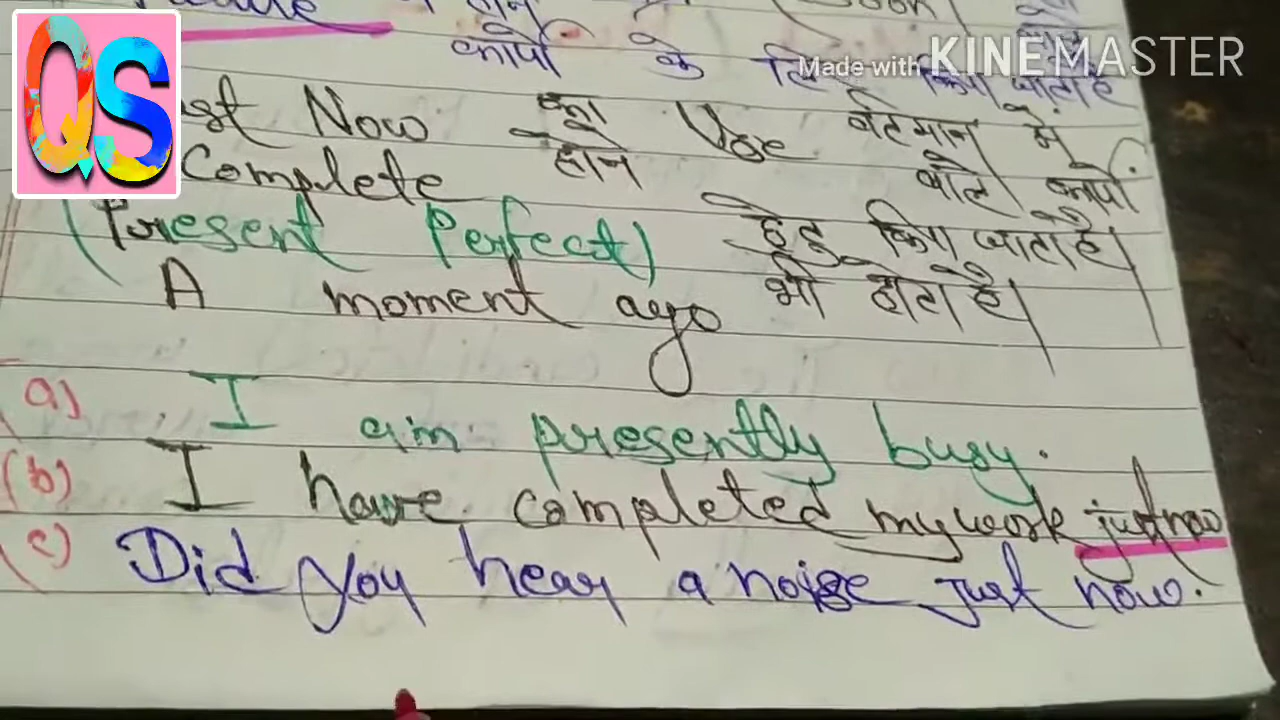 होने
कार्यों के लिए किया जाता है
Made with KINEMASTER
QS
Now का Use वर्तमान में
Complete होने वाले कार्यों
(Present Perfect) हेतु किया जाता है।
A moment ago भी होता है।
a) I am presently busy.
(b) I have completed my work just now
(c) Did you hear a noise just now.